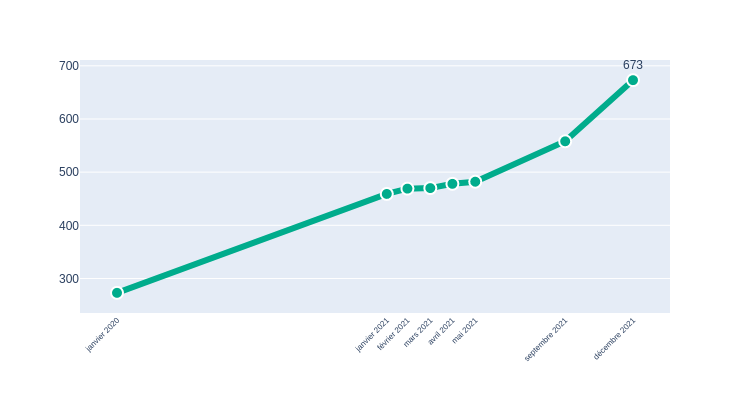 673
700
600
500
400
300
janvier 2020
janvier 2021
février 2021
mars 2021
avril 2021
mai 2021
septembre 2021
décembre 2021